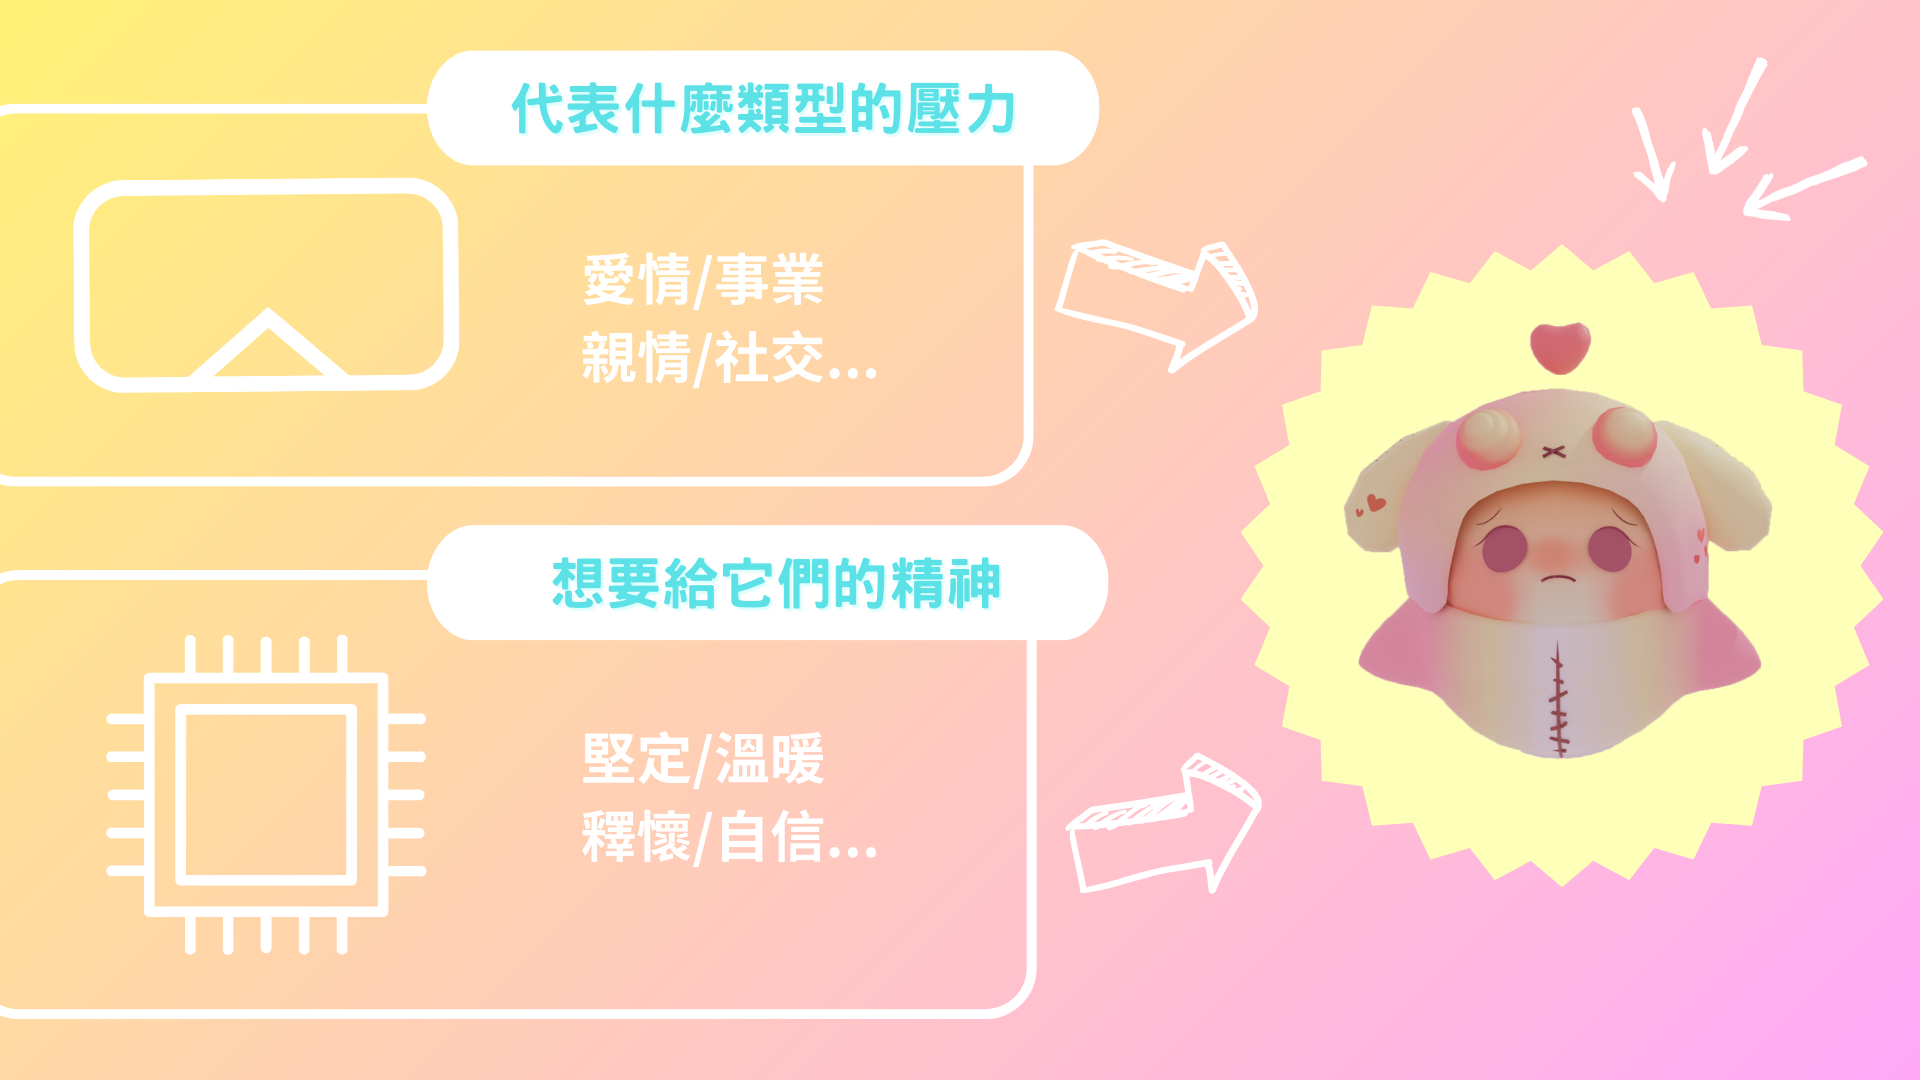 代表什麼類型的壓力
愛情/事業
親情/社交...
想要給它們的精神
堅定/溫暖
釋懷/自信...